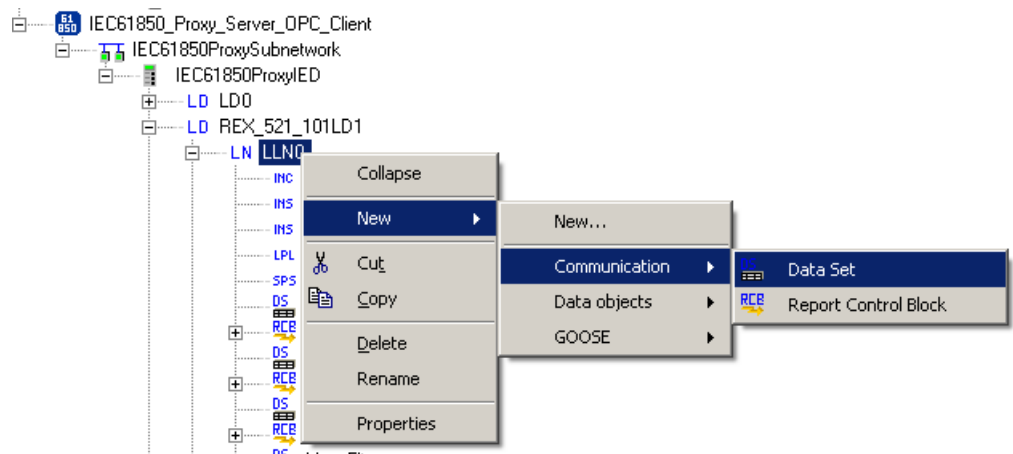 61
850 IEC61850_Proxy_Server_OPC_Client
IEC61850ProxySubnetwork
IEC61850ProxyIED
LD LD0
LD REX_521_101LD1
LN LLN0
INC
INS
INS
LPL
SPS
DS
RCB
DS
RCB
DS
RCB
Collapse
New
Cut
Copy
Delete
Rename
Properties
New...
Communication
Data objects
GOOSE
DS Data Set
RCB Report Control Block